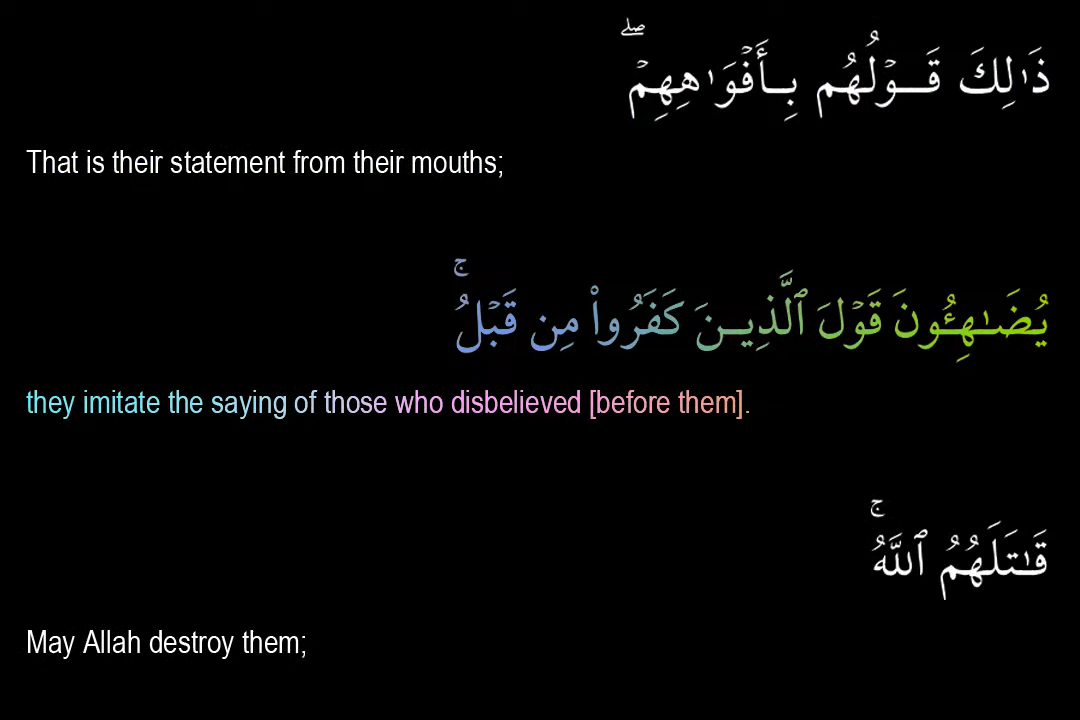 ذَٰلِكَ قَوْلُهُم بِأَفْوَٰهِهِمْ ۖ
That is their statement from their mouths;
يُضَـٰهِـُٔونَ قَوْلَ ٱلَّذِينَ كَفَرُوا۟ مِن قَبْلُ ۚ
they imitate the saying of those who disbelieved [before them].
قَـٰتَلَهُمُ ٱللَّهُ ۚ
May Allah destroy them;